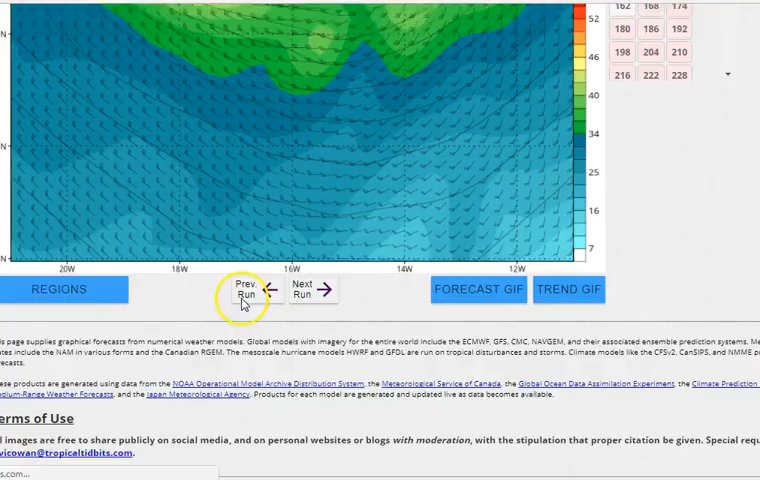 162 168 174
52
180 186 192
46
198 204 210
216 222 228
40
34
25
16
7
20W 18W 16W 14W 12W
REGIONS
Prev.
Run
Next
Run
FORECAST GIF
TREND GIF
is page supplies graphical forecasts from numerical weather models. Global models with imagery for the entire world include the ECMWF, GFS, CMC, NAVGEM, and their associated ensemble prediction systems. Me
ates include the NAM in various forms and the Canadian RGEM. The mesoscale hurricane models HWRF and GFDL are run on tropical disturbances and storms. Climate models like the CFSv2, CanSIPS, and NMME pr
recasts.
ese products are generated using data from the NOAA Operational Model Archive Distribution System, the Meteorological Service of Canada, the Global Ocean Data Assimilation Experiment, the Climate Prediction
edium-Range Weather Forecasts, and the Japan Meteorological Agency. Products for each model are generated and updated live as data becomes available.
erms of Use
l images are free to share publicly on social media, and on personal websites or blogs with moderation, with the stipulation that proper citation be given. Special requ
vicowan@tropicaltidbits.com.
s.com...